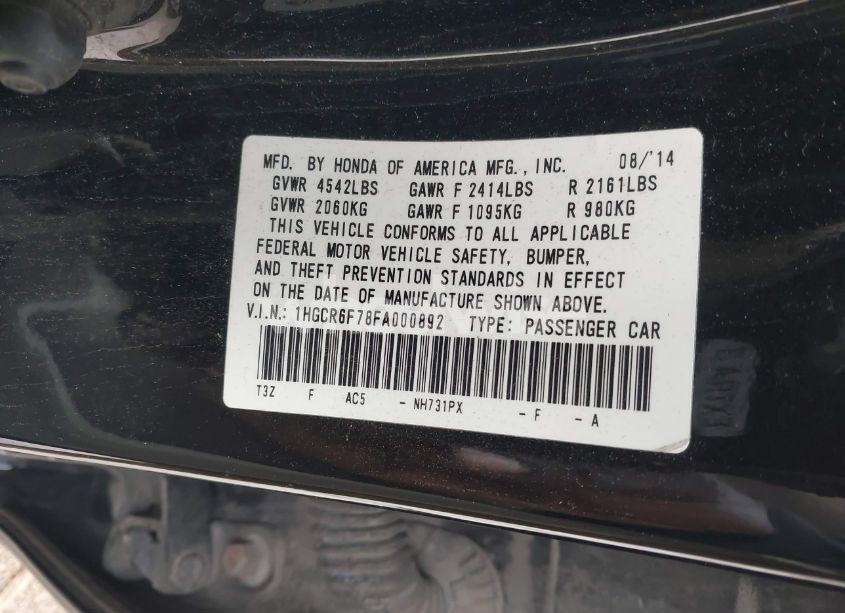 MFD. BY HONDA OF AMERICA MFG., INC. 08/'14
GVWR 4542LBS GAWR F 2414LBS R 2161LBS
GVWR 2060KG GAWR F 1095KG R 980KG
THIS VEHICLE CONFORMS TO ALL APPLICABLE
FEDERAL MOTOR VEHICLE SAFETY, BUMPER,
AND THEFT PREVENTION STANDARDS IN EFFECT
ON THE DATE OF MANUFACTURE SHOWN ABOVE.
V.I.N.: 1HGCR6F78FA000892 TYPE: PASSENGER CAR
T3Z F AC5 - NH731PX - F - A